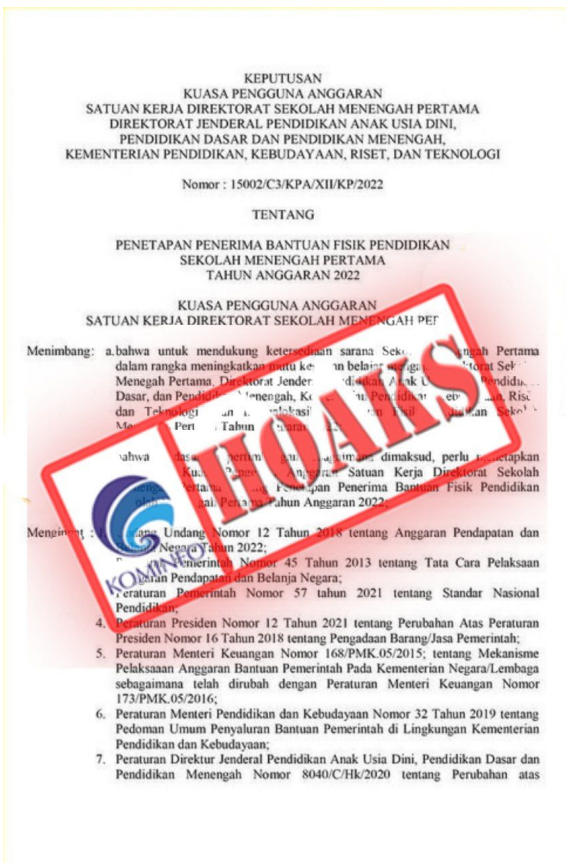 KEPUTUSAN
KUASA PENGGUNA ANGGARAN
SATUAN KERJA DIREKTORAT SEKOLAH MENENGAH PERTAMA
DIREKTORAT JENDERAL PENDIDIKAN ANAK USIA DINI,
PENDIDIKAN DASAR DAN PENDIDIKAN MENENGAH,
KEMENTERIAN PENDIDIKAN, KEBUDAYAAN, RISET, DAN TEKNOLOGI
Nomor : 15002/C3/KPA/XII/KP/2022
TENTANG
PENETAPAN PENERIMA BANTUAN FISIK PENDIDIKAN
SEKOLAH MENENGAH PERTAMA
TAHUN ANGGARAN 2022
KUASA PENGGUNA ANGGARAN
SATUAN KERJA DIREKTORAT SEKOLAH MENENGAH
Menimbang: a.bahwa untuk mendukung ketersediaan sarana Pertama
dalam rangka meningkatkan mutu belajar
Menegah Pertama, Direktorat Anak
Dasar, dan Menengah,
dan
Tahun
dimaksud, perlu menetapkan
Anggaran Satuan Kerja Direktorat Sekolah
Penetapan Penerima Bantuan Fisik Pendidikan
Pertama Tahun Anggaran 2022;
HOAKS
KOMINFO
Mengingat : Undang Nomor 12 Tahun 2018 tentang Anggaran Pendapatan dan
Negara Tahun 2022;
Pemerintah Nomor 45 Tahun 2013 tentang Tata Cara Pelaksaan
Pendapatan dan Belanja Negara;
Peraturan Pemerintah Nomor 57 tahun 2021 tentang Standar Nasional
Pendidikan;
4. Peraturan Presiden Nomor 12 Tahun 2021 tentang Perubahan Atas Peraturan
Presiden Nomor 16 Tahun 2018 tentang Pengadaan Barang/Jasa Pemerintah;
5. Peraturan Menteri Keuangan Nomor 168/PMK.05/2015; tentang Mekanisme
Pelaksaaan Anggaran Bantuan Pemerintah Pada Kementerian Negara/Lembaga
sebagaimana telah dirubah dengan Peraturan Menteri Keuangan Nomor
173/PMK.05/2016;
6. Peraturan Menteri Pendidikan dan Kebudayaan Nomor 32 Tahun 2019 tentang
Pedoman Umum Penyaluran Bantuan Pemerintah di Lingkungan Kementerian
Pendidikan dan Kebudayaan;
7. Peraturan Direktur Jenderal Pendidikan Anak Usia Dini, Pendidikan Dasar dan
Pendidikan Menengah Nomor 8040/C/Hk/2020 tentang Perubahan atas